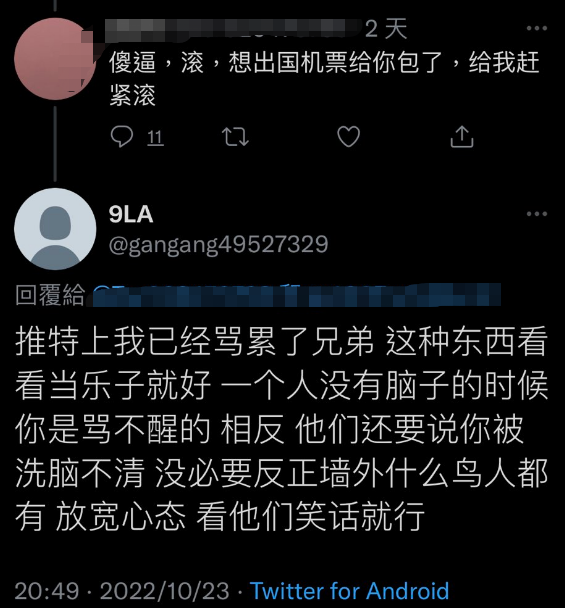 2 天
傻逼，滚，想出国机票给你包了，给我赶
紧滚
11
9LA
@gangang49527329
回覆給
推特上我已经骂累了兄弟 这种东西看
看当乐子就好 一个人没有脑子的时候
你是骂不醒的 相反 他们还要说你被
洗脑不清 没必要反正墙外什么鸟人都
有 放宽心态 看他们笑话就行
20:49 · 2022/10/23 · Twitter for Android